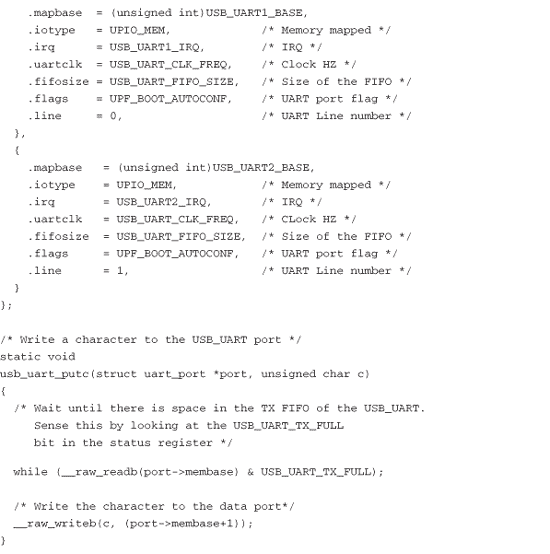 .mapbase  = (unsigned int)USB_UART1_BASE,
.iotype   = UPIO_MEM,             /* Memory mapped */
.irq      = USB_UART1_IRQ,        /* IRQ */
.uartclk  = USB_UART_CLK_FREQ,    /* Clock HZ */
.fifosize = USB_UART_FIFO_SIZE,   /* Size of the FIFO */
.flags    = UPF_BOOT_AUTOCONF,    /* UART port flag */
.line     = 0,                    /* UART Line number */
},
{
.mapbase   = (unsigned int)USB_UART2_BASE,
.iotype    = UPIO_MEM,            /* Memory mapped */
.irq       = USB_UART2_IRQ,       /* IRQ */
.uartclk   = USB_UART_CLK_FREQ,   /* CLock HZ */
.fifosize  = USB_UART_FIFO_SIZE,  /* Size of the FIFO */
.flags     = UPF_BOOT_AUTOCONF,   /* UART port flag */
.line      = 1,                   /* UART Line number */
}
};
/* Write a character to the USB_UART port */
static void
usb_uart_putc(struct uart_port *port, unsigned char c)
{
/* Wait until there is space in the TX FIFO of the USB_UART.
Sense this by looking at the USB_UART_TX_FULL
bit in the status register */
while (__raw_readb(port->membase) & USB_UART_TX_FULL);
/* Write the character to the data port*/
__raw_writeb(c, (port->membase+1));
}